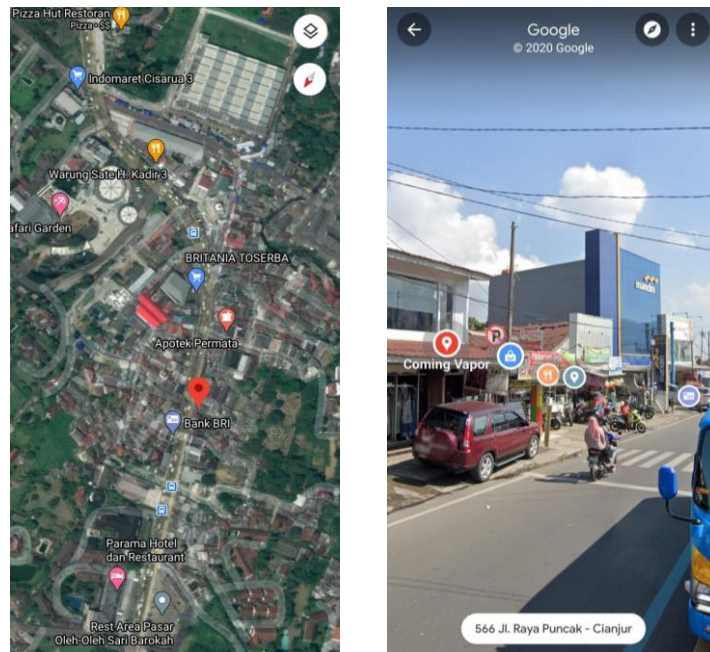 Pizza Hut Restoran
Pizza • $$
Indomaret Cisarua 3
Warung Sate H. Kadir 3
afari Garden
BRITANIA TOSERBA
Apotek Permata
Bank BRI
Parama Hotel
dan Restaurant
Rest Area Pasar
Oleh-Oleh Sari Barokah
Google
© 2020 Google
mandiri
P
Coming Vapor
566 Jl. Raya Puncak - Cianjur